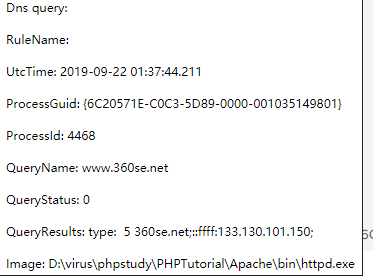 Dns query:
RuleName:
UtcTime: 2019-09-22 01:37:44.211
ProcessGuid: {6C20571E-C0C3-5D89-0000-001035149801}
ProcessId: 4468
QueryName: www.360se.net
QueryStatus: 0
QueryResults: type:  5 360se.net;::ffff:133.130.101.150;
Image: D:\virus\phpstudy\PHPTutorial\Apache\bin\httpd.exe